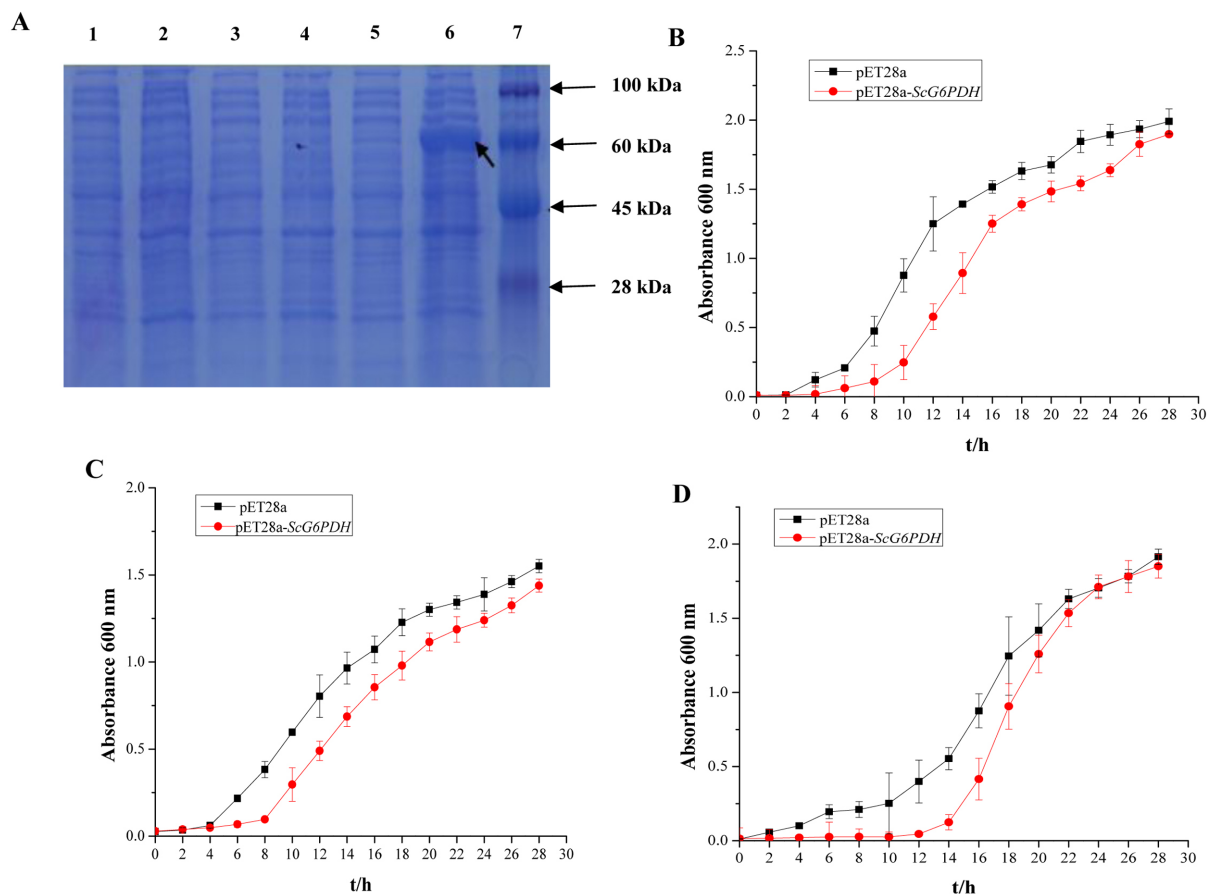 A
1 2 3 4 5 6 7
100 kDa
60 kDa
45 kDa
28 kDa
B
pET28a
pET28a-ScG6PDH
Absorbance 600 nm
2.5
2.0
1.5
1.0
0.5
0.0
0 2 4 6 8 10 12 14 16 18 20 22 24 26 28 30
t/h
C
pET28a
pET28a-ScG6PDH
Absorbance 600 nm
2.0
1.5
1.0
0.5
0.0
0 2 4 6 8 10 12 14 16 18 20 22 24 26 28 30
t/h
D
pET28a
pET28a-ScG6PDH
Absorbance 600 nm
2.0
1.5
1.0
0.5
0.0
0 2 4 6 8 10 12 14 16 18 20 22 24 26 28 30
t/h